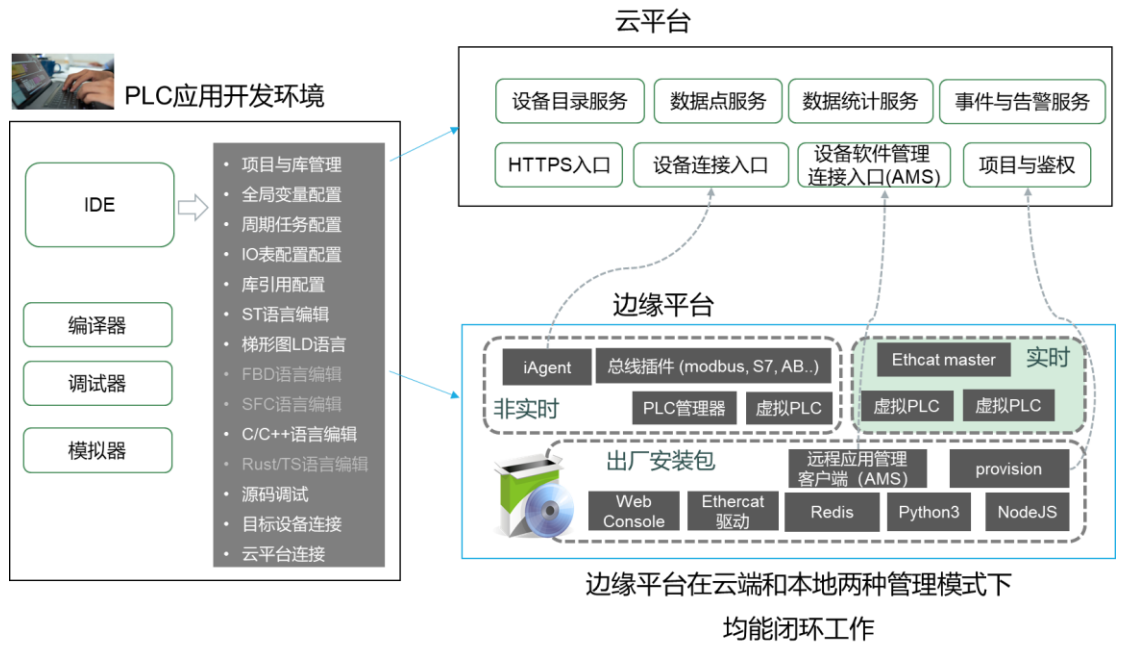 云平台
PLC应用开发环境
设备目录服务
数据点服务
数据统计服务
事件与告警服务
HTTPS入口
设备连接入口
设备软件管理
连接入口(AMS)
项目与鉴权
IDE
编译器
调试器
模拟器
• 项目与库管理
• 全局变量配置
• 周期任务配置
• IO表配置配置
• 库引用配置
• ST语言编辑
• 梯形图LD语言
• FBD语言编辑
• SFC语言编辑
• C/C++语言编辑
• Rust/TS语言编辑
• 源码调试
• 目标设备连接
• 云平台连接
边缘平台
iAgent
总线插件 (modbus, S7, AB..)
非实时
PLC管理器
虚拟PLC
Ethcat master
实时
虚拟PLC
虚拟PLC
出厂安装包
远程应用管理
客户端（AMS)
provision
Web
Console
Ethercat
驱动
Redis
Python3
NodeJS
边缘平台在云端和本地两种管理模式下
均能闭环工作